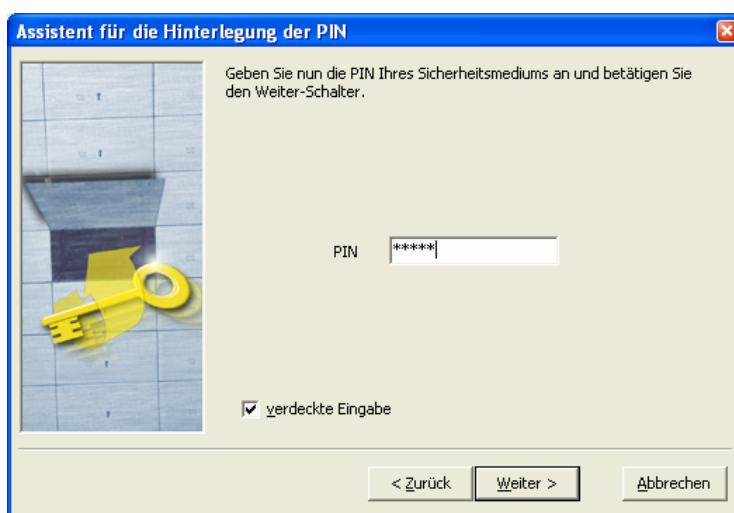 Assistent für die Hinterlegung der PIN
Geben Sie nun die PIN Ihres Sicherheitsmediums an und betätigen Sie
den Weiter-Schalter.
PIN *****
verdeckte Eingabe
< Zurück Weiter > Abbrechen